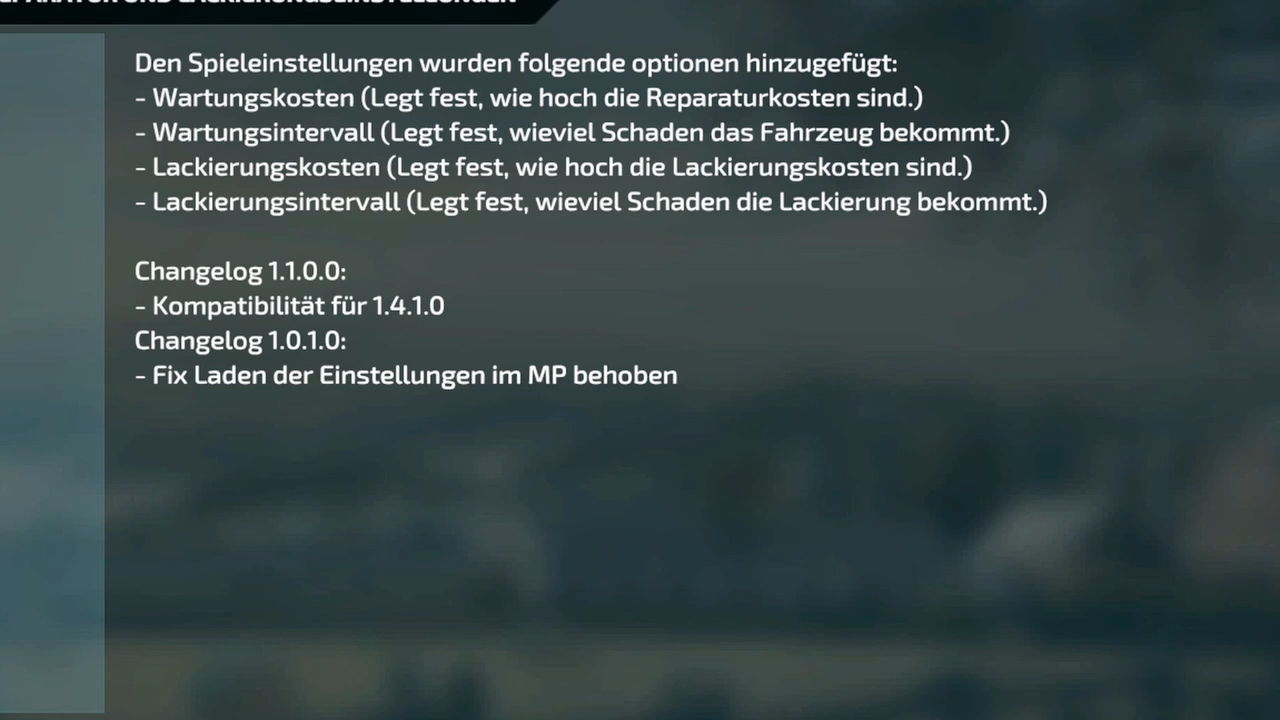 REPARATUR UND LACKIERUNGSEINSTELLUNGEN
Den Spieleinstellungen wurden folgende optionen hinzugefügt:
- Wartungskosten (Legt fest, wie hoch die Reparaturkosten sind.)
- Wartungsintervall (Legt fest, wieviel Schaden das Fahrzeug bekommt.)
- Lackierungskosten (Legt fest, wie hoch die Lackierungskosten sind.)
- Lackierungsintervall (Legt fest, wieviel Schaden die Lackierung bekommt.)
Changelog 1.1.0.0:
- Kompatibilität für 1.4.1.0
Changelog 1.0.1.0:
- Fix Laden der Einstellungen im MP behoben